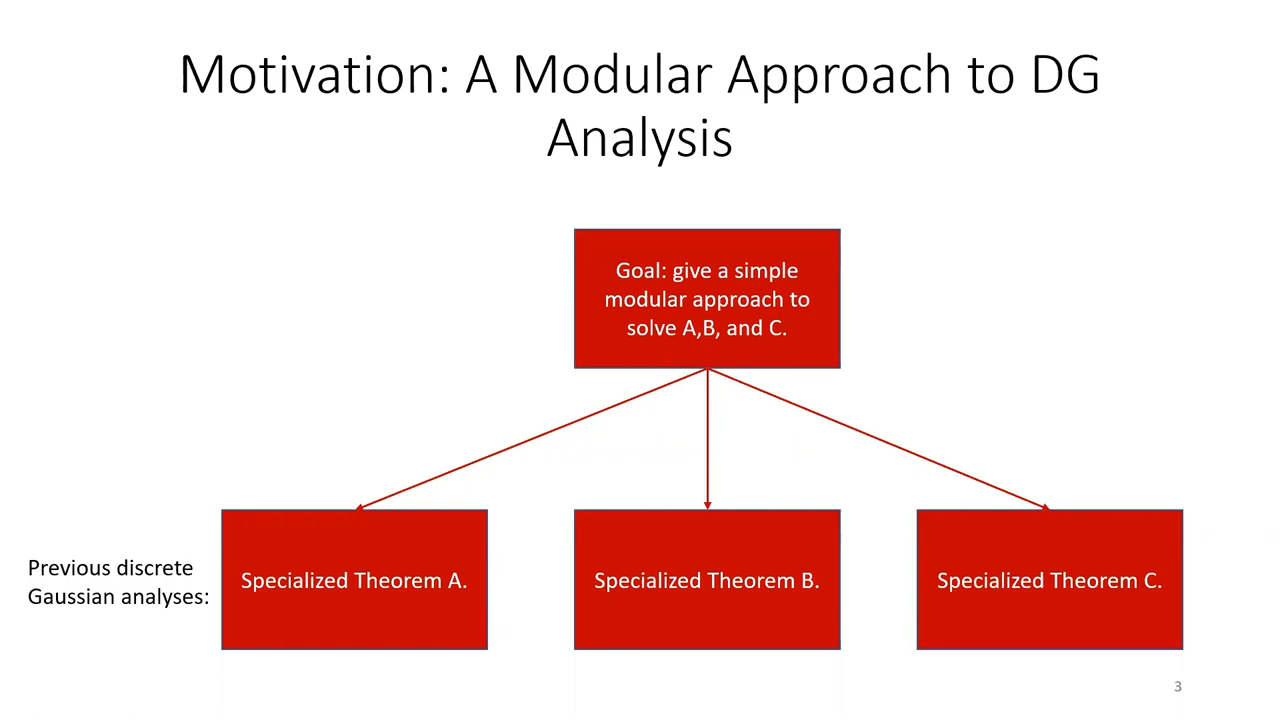 Motivation: A Modular Approach to DG
Analysis
Goal: give a simple
modular approach to
solve A,B, and C.
Previous discrete
Gaussian analyses:
Specialized Theorem A.
Specialized Theorem B.
Specialized Theorem C.
3